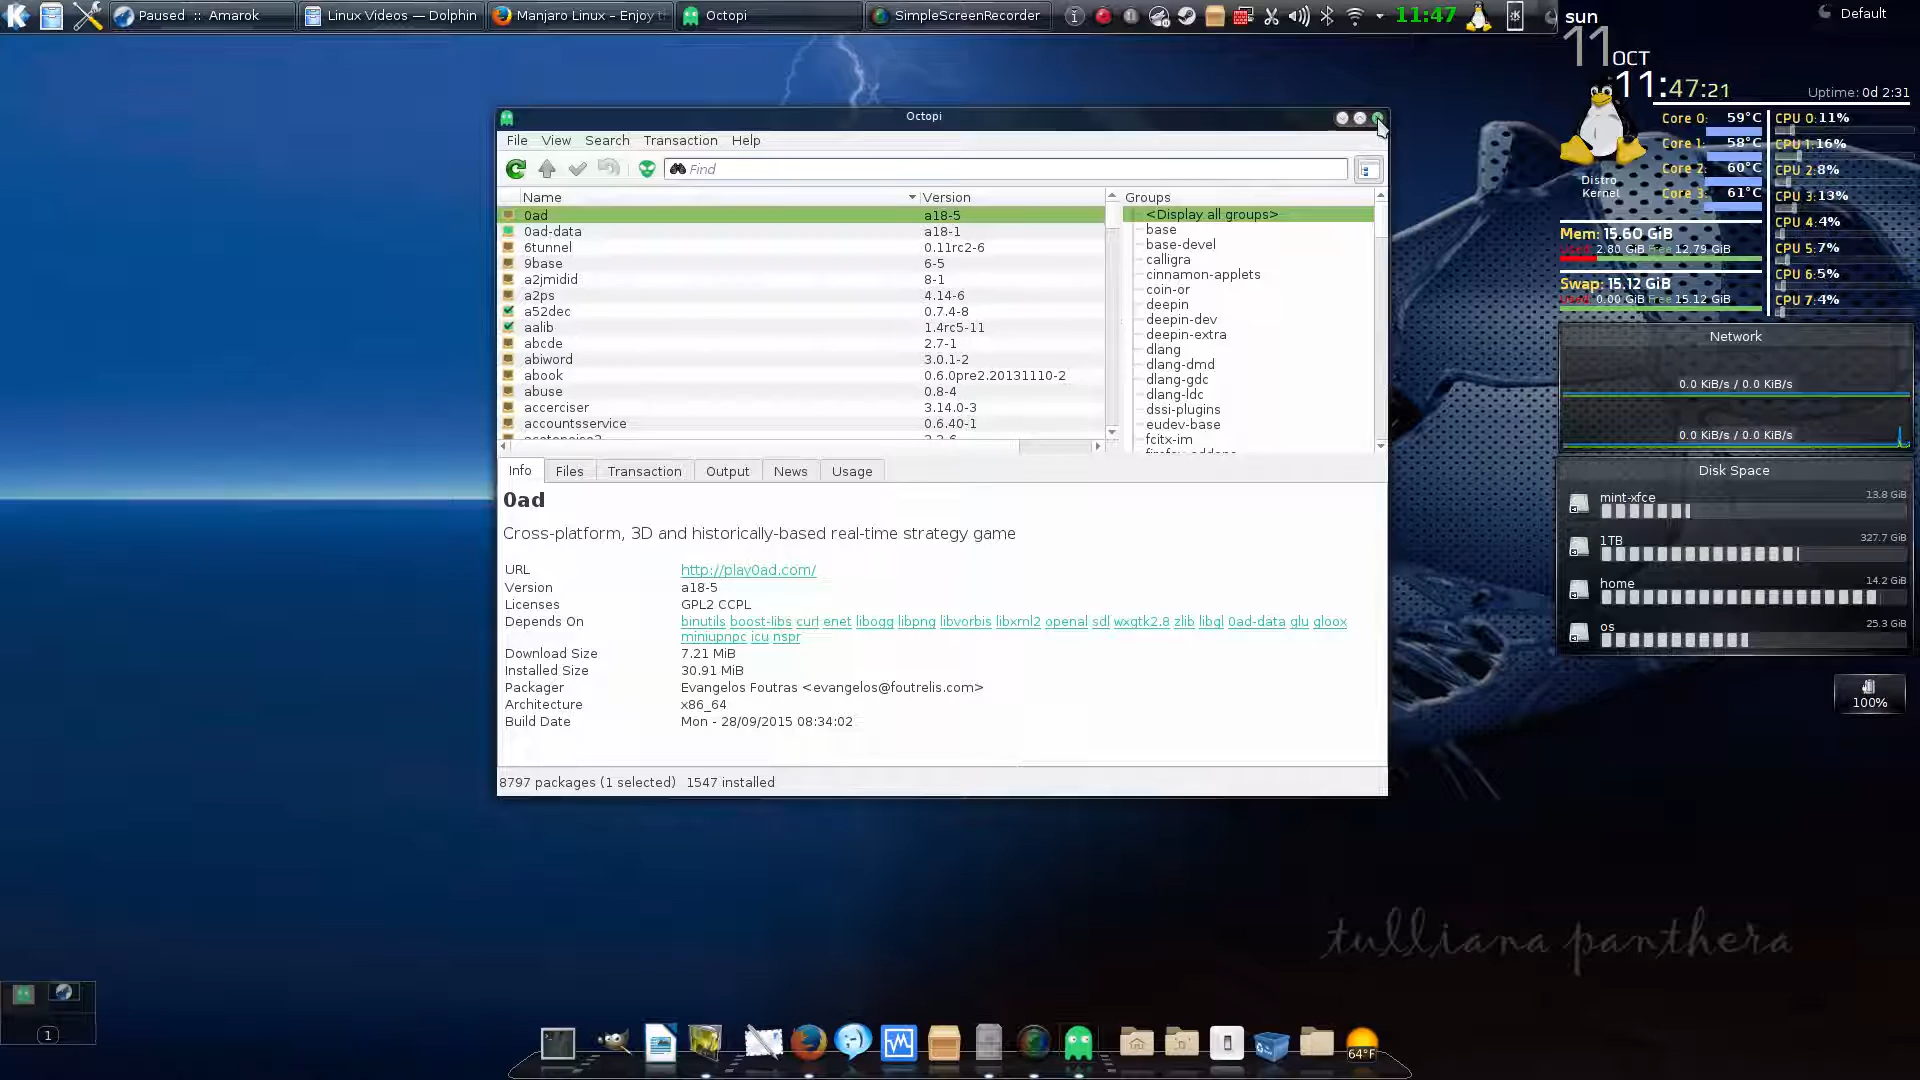 Paused :: Amarok
Linux Videos — Dolphin
Manjaro Linux – Enjoy t
Octopi
SimpleScreenRecorder
11:47
sun
Default
11 OCT
11:47:21
Uptime: 0d 2:31
Distro
Kernel
Core 0: 59°C
Core 1: 58°C
Core 2: 60°C
Core 3: 61°C
CPU 0: 11%
CPU 1: 16%
CPU 2: 8%
CPU 3: 13%
CPU 4: 4%
CPU 5: 7%
CPU 6: 5%
CPU 7: 4%
Mem: 15.60 GiB
Used: 2.80 GiB Free 12.79 GiB
Swap: 15.12 GiB
Used: 0.00 GiB Free 15.12 GiB
Network
0.0 KiB/s / 0.0 KiB/s
0.0 KiB/s / 0.0 KiB/s
Disk Space
mint-xfce 13.8 GiB
1TB 327.7 GiB
home 14.2 GiB
os 25.3 GiB
100%
Octopi
File View Search Transaction Help
Find
Name Version
0ad a18-5
0ad-data a18-1
6tunnel 0.11rc2-6
9base 6-5
a2jmidid 8-1
a2ps 4.14-6
a52dec 0.7.4-8
aalib 1.4rc5-11
abcde 2.7-1
abiword 3.0.1-2
abook 0.6.0pre2.20131110-2
abuse 0.8-4
accerciser 3.14.0-3
accountsservice 0.6.40-1
Groups
<Display all groups>
base
base-devel
calligra
cinnamon-applets
coin-or
deepin
deepin-dev
deepin-extra
dlang
dlang-dmd
dlang-gdc
dlang-ldc
dssi-plugins
eudev-base
fcitx-im
Info Files Transaction Output News Usage
0ad
Cross-platform, 3D and historically-based real-time strategy game
URL http://play0ad.com/
Version a18-5
Licenses GPL2 CCPL
Depends On binutils boost-libs curl enet libogg libpng libvorbis libxml2 openal sdl wxgtk2.8 zlib libgl 0ad-data glu gloox
miniupnpc icu nspr
Download Size 7.21 MiB
Installed Size 30.91 MiB
Packager Evangelos Foutras <evangelos@foutrelis.com>
Architecture x86_64
Build Date Mon - 28/09/2015 08:34:02
8797 packages (1 selected) 1547 installed
tulliana panthera
1
64°F